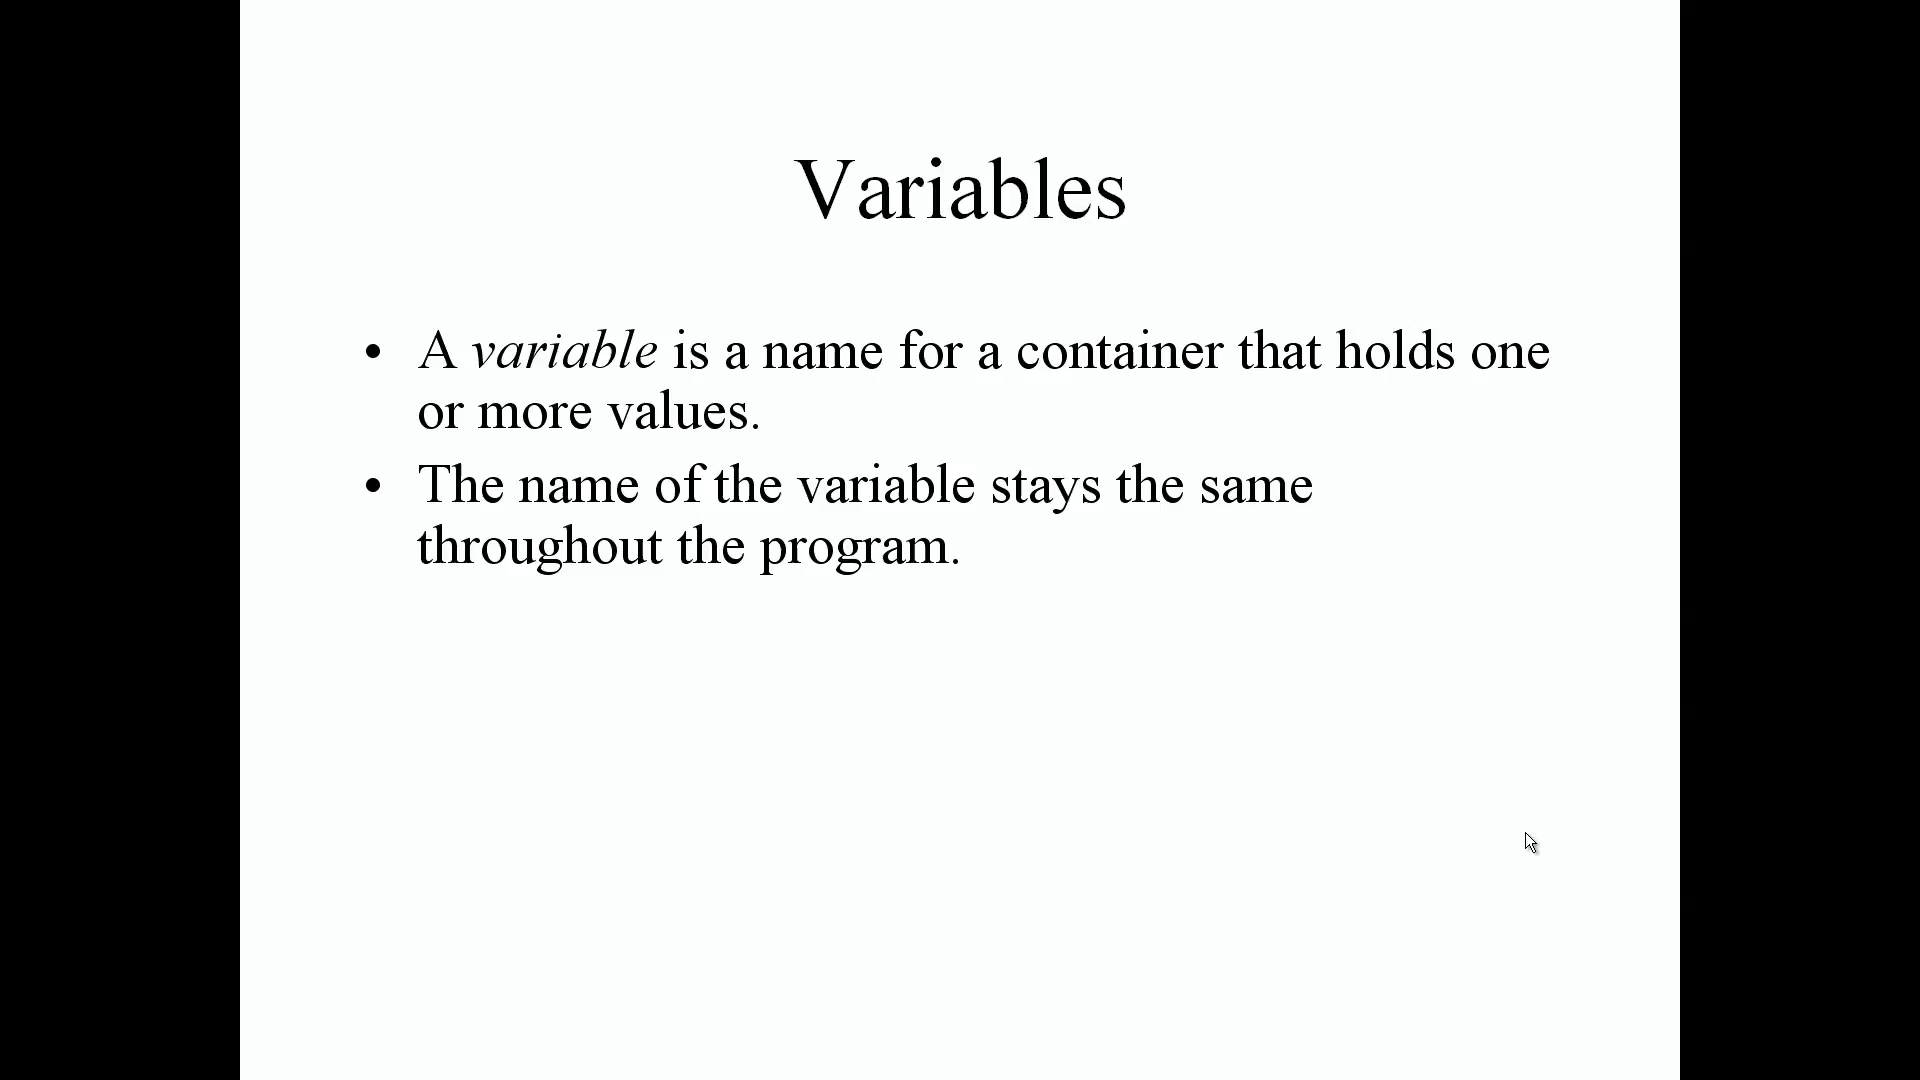 Variables
• A variable is a name for a container that holds one
or more values.
• The name of the variable stays the same
throughout the program.